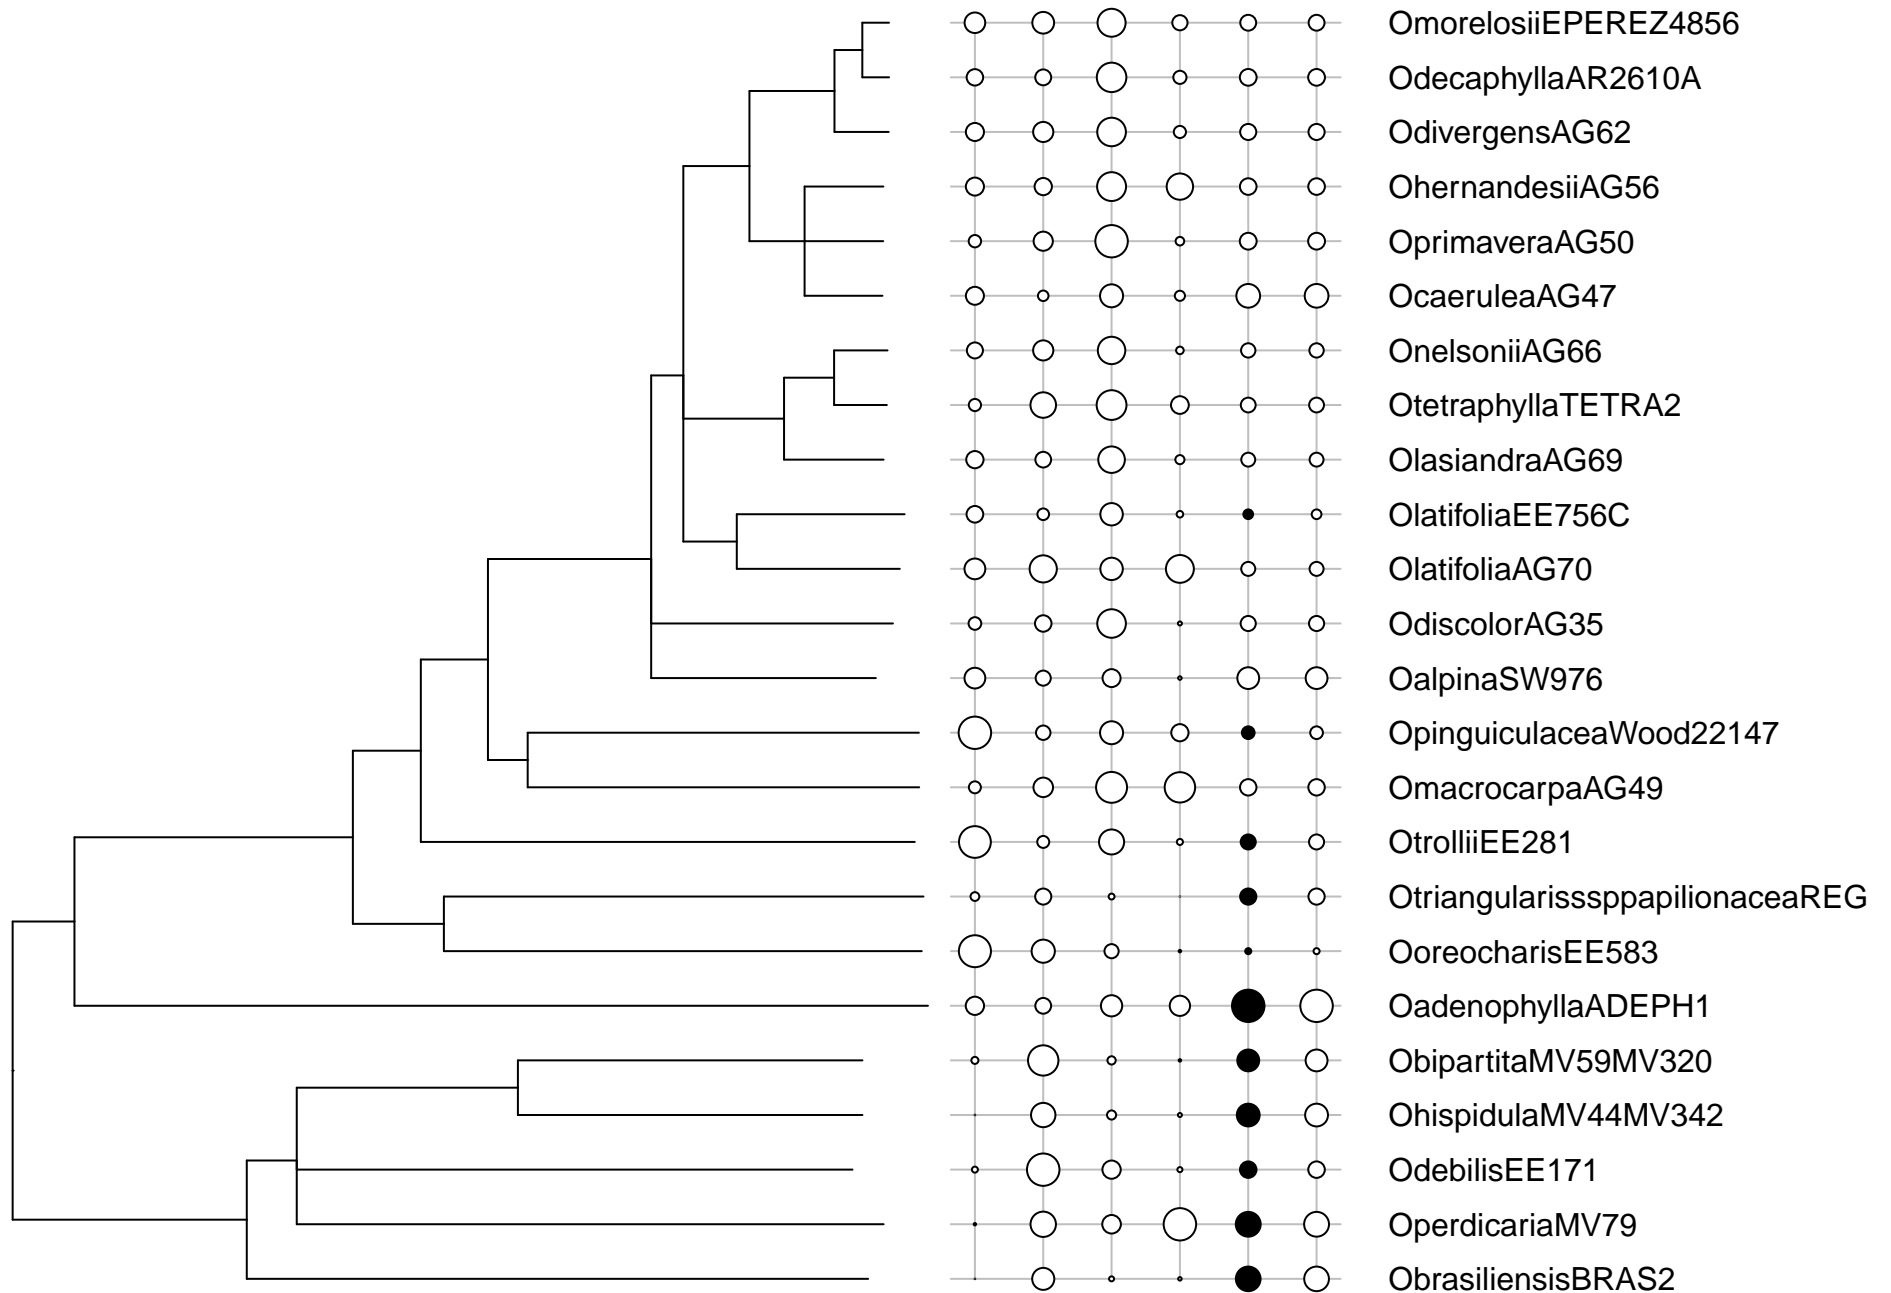 OmorelosiiEPEREZ4856
OdecaphyllaAR2610A
OdivergensAG62
OhernandesiiAG56
OprimaveraAG50
OcaeruleaAG47
OnelsoniiAG66
OtetraphyllaTETRA2
OlasiandraAG69
OlatifoliaEE756C
OlatifoliaAG70
OdiscolorAG35
OalpinaSW976
OpinguiculaceaWood22147
OmacrocarpaAG49
OtrolliiEE281
OtriangularisssppapilionaceaREG
OoreocharisEE583
OadenophyllaADEPH1
ObipartitaMV59MV320
OhispidulaMV44MV342
OdebilisEE171
OperdicariaMV79
ObrasiliensisBRAS2